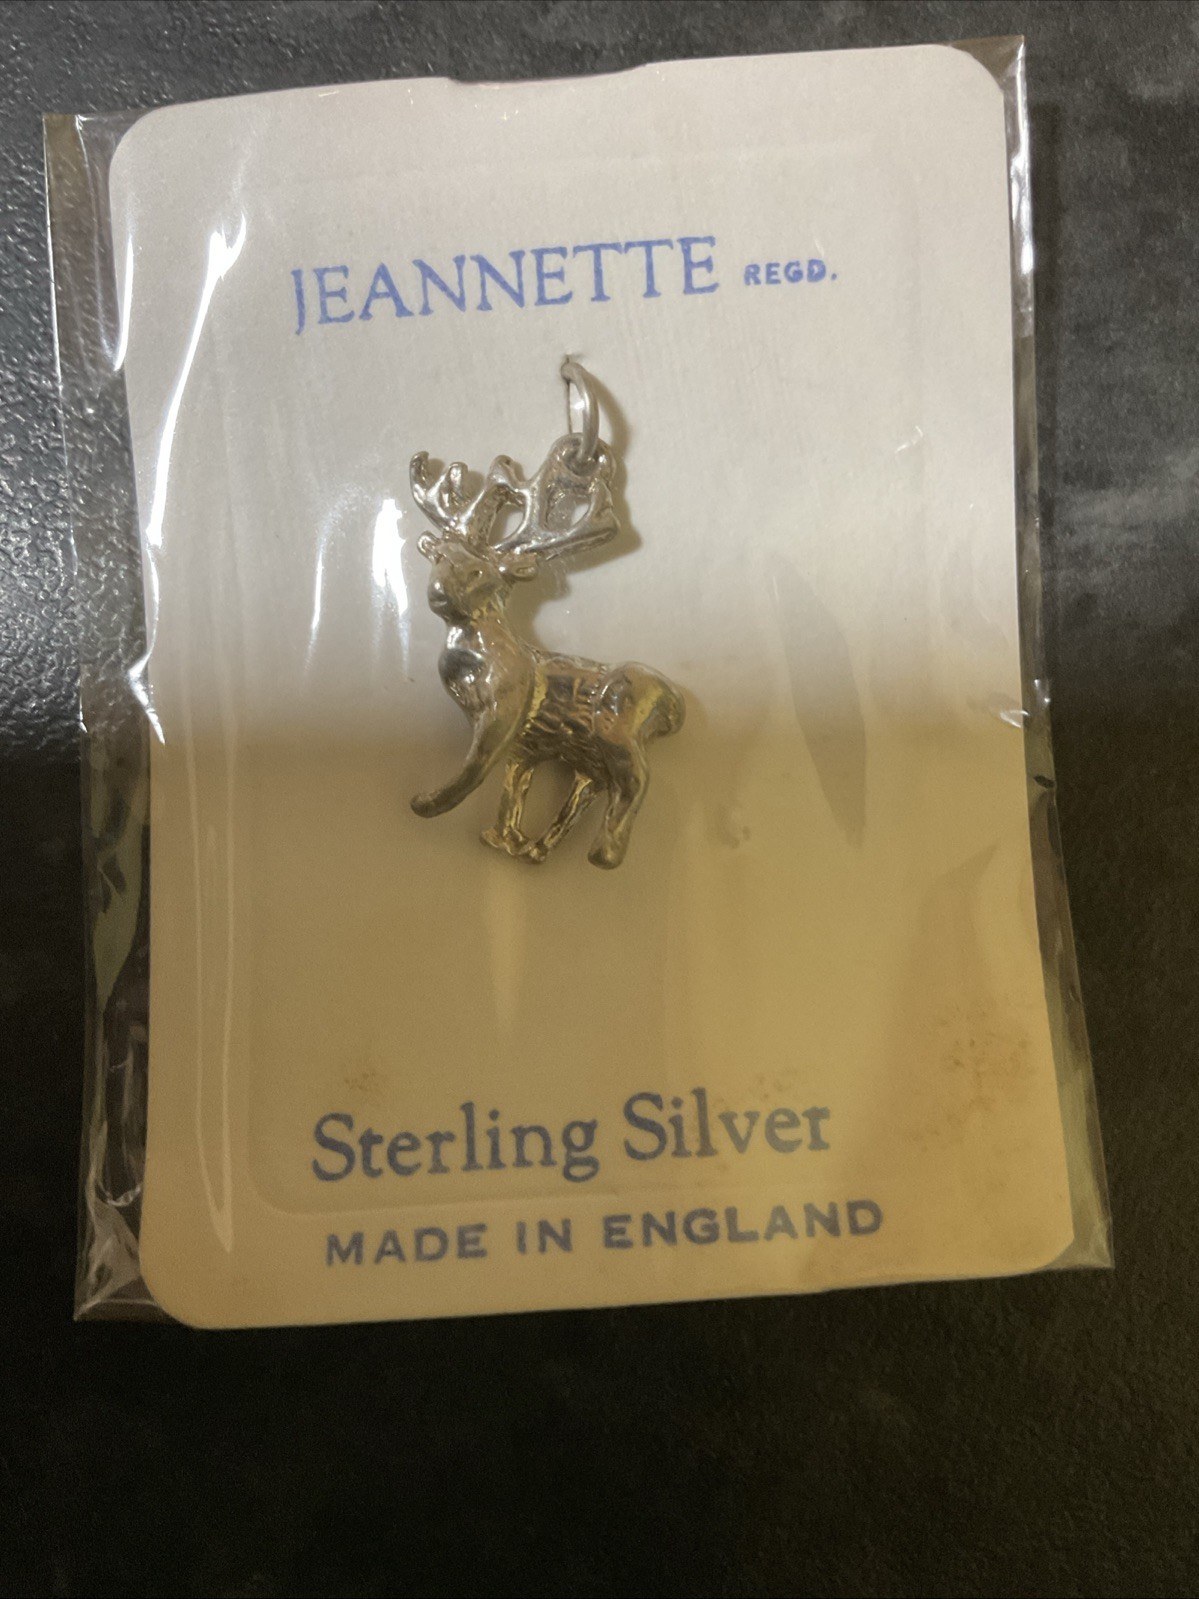 JEANNETTE REGD.
Sterling Silver
MADE IN ENGLAND